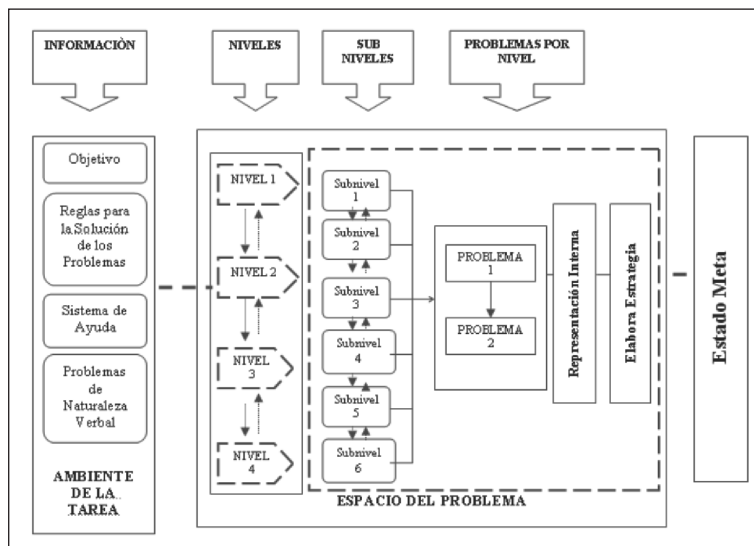 INFORMACIÒN
NIVELES
SUB
NIVELES
PROBLEMAS POR
NIVEL
Objetivo
Reglas para
la Solución
de los
Problemas
Sistema de
Ayuda
Problemas
de
Naturaleza
Verbal
AMBIENTE
DE LA
TAREA
NIVEL 1
NIVEL 2
NIVEL
3
NIVEL
4
Subnivel
1
Subnivel
2
Subnivel
3
Subnivel
4
Subnivel
5
Subnivel
6
PROBLEMA
1
PROBLEMA
2
Representación Interna
Elabora Estrategia
ESPACIO DEL PROBLEMA
Estado Meta